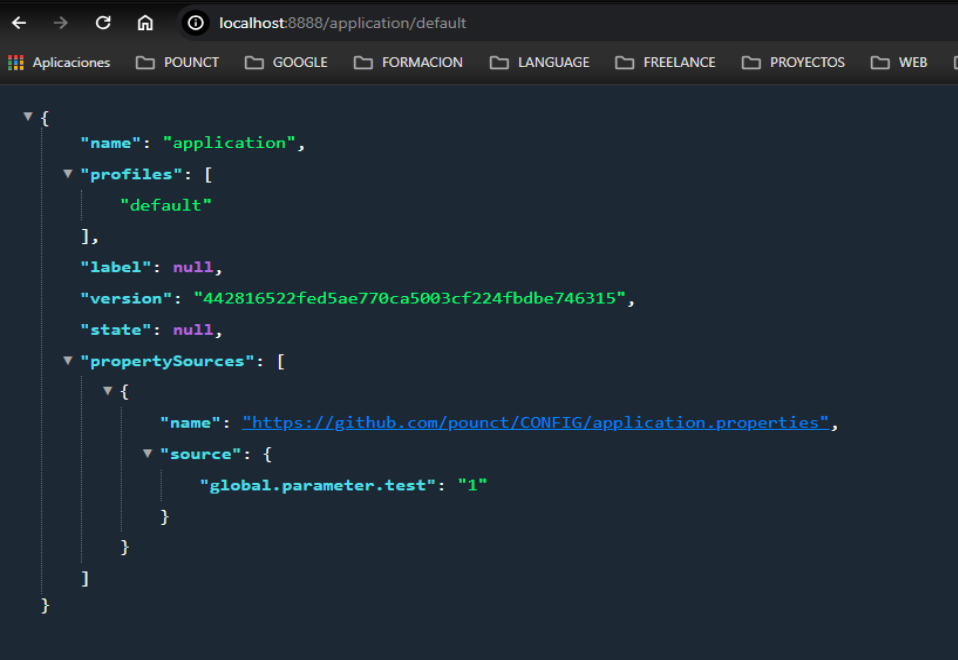 localhost:8888/application/default
Aplicaciones POUNCT GOOGLE FORMACION LANGUAGE FREELANCE PROYECTOS WEB
{
"name": "application",
"profiles": [
"default"
],
"label": null,
"version": "442816522fed5ae770ca5003cf224fbdbe746315",
"state": null,
"propertySources": [
{
"name": "https://github.com/pounct/CONFIG/application.properties",
"source": {
"global.parameter.test": "1"
}
}
]
}